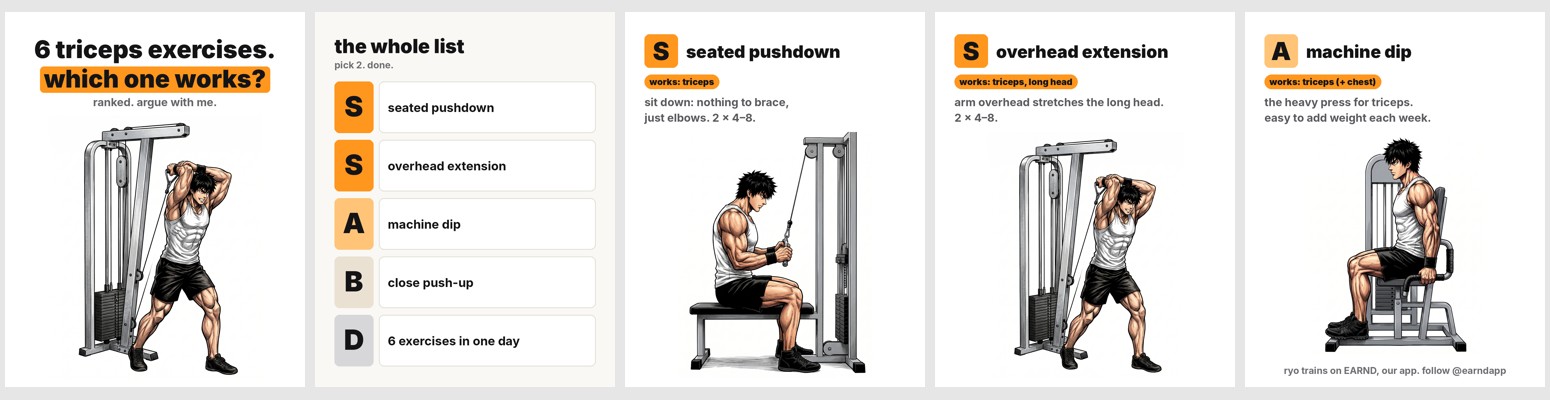 6 triceps exercises.
which one works?
ranked. argue with me.
the whole list
pick 2. done.
S
seated pushdown
S
overhead extension
A
machine dip
B
close push-up
D
6 exercises in one day
S seated pushdown
works: triceps
sit down: nothing to brace,
just elbows. 2 × 4–8.
S overhead extension
works: triceps, long head
arm overhead stretches the long head.
2 × 4–8.
A machine dip
works: triceps (+ chest)
the heavy press for triceps.
easy to add weight each week.
ryo trains on EARND, our app. follow @earndapp